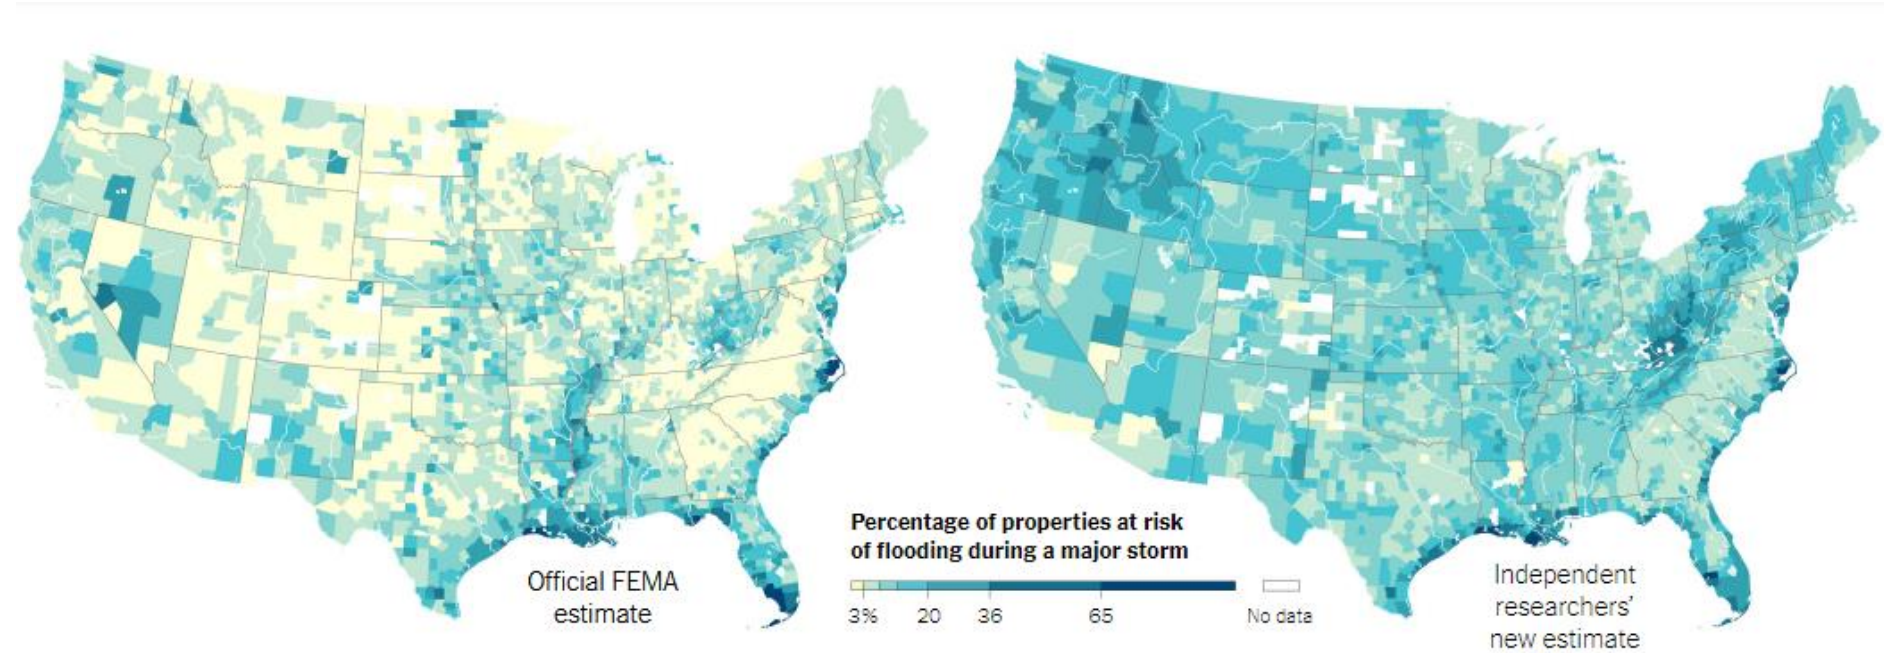 Percentage of properties at risk
of flooding during a major storm
3% 20 36 65 No data
Official FEMA
estimate
Independent
researchers’
new estimate